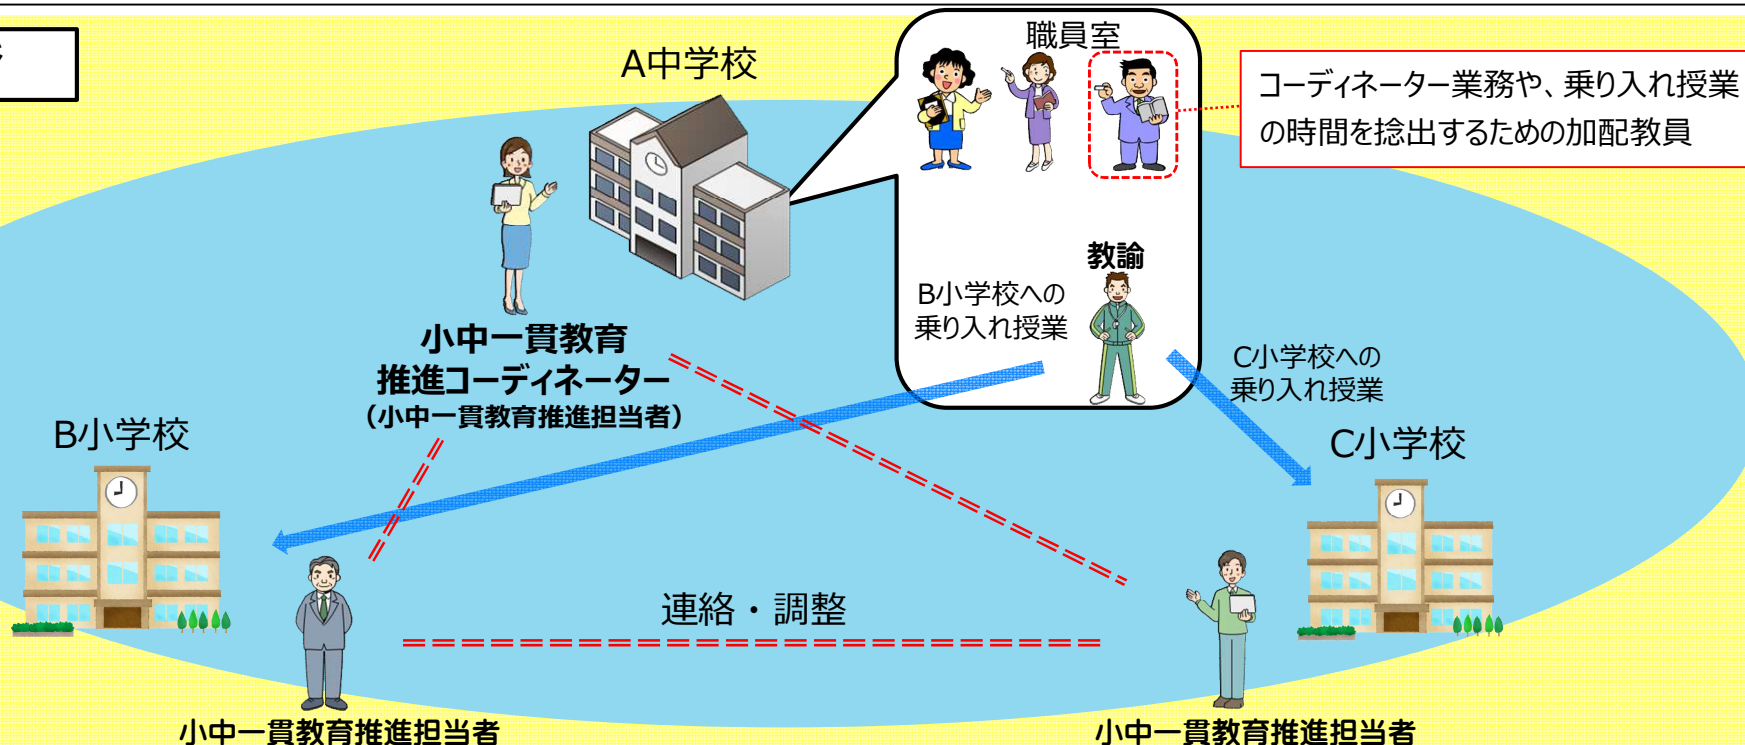 A中学校
職員室
コーディネーター業務や、乗り入れ授業
の時間を捻出するための加配教員
教諭
B小学校への
乗り入れ授業
C小学校への
乗り入れ授業
小中一貫教育
推進コーディネーター
（小中一貫教育推進担当者）
B小学校
C小学校
連絡・調整
小中一貫教育推進担当者
小中一貫教育推進担当者